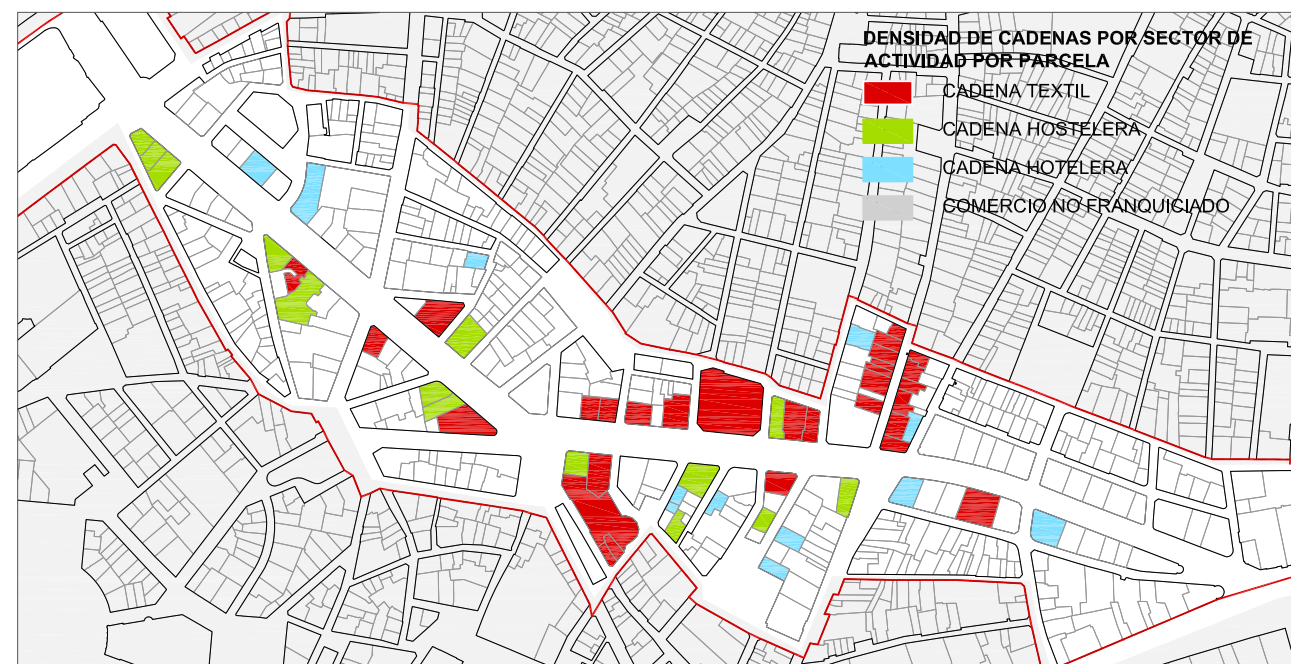 DENSIDAD DE CADENAS POR SECTOR DE
ACTIVIDAD POR PARCELA
CADENA TEXTIL
CADENA HOSTELERA
CADENA HOTELERA
COMERCIO NO FRANQUICIADO